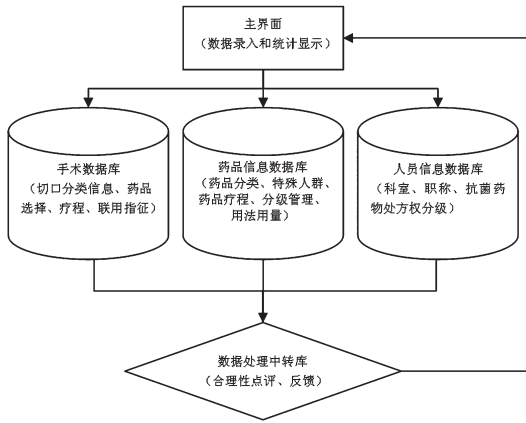 主界面
（数据录入和统计显示）
手术数据库
（切口分类信息、药品
选择、疗程、联用指征）
药品信息数据库
（药品分类、特殊人群、
药品疗程、分级管理、
用法用量）
人员信息数据库
（科室、职称、抗菌药
物处方权分级）
数据处理中转库
（合理性点评、反馈）